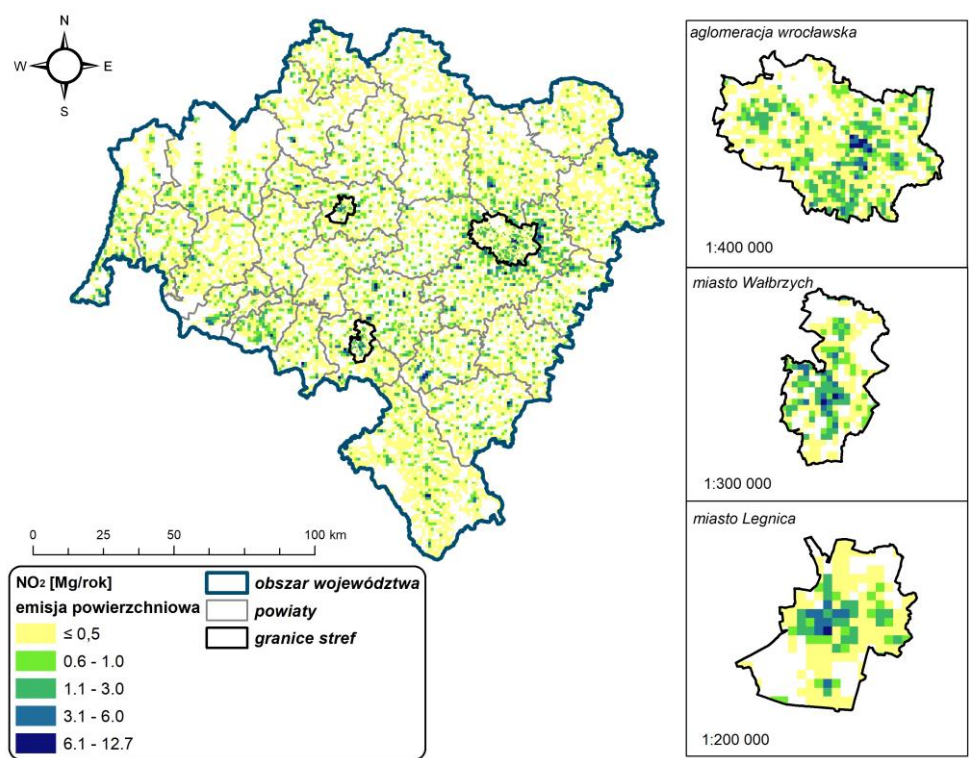 N
W
E
S
0
25
50
75
100 km
NO₂ [Mg/rok]
emisja powierzchniowa
≤ 0,5
0.6 - 1.0
1.1 - 3.0
3.1 - 6.0
6.1 - 12.7
obszar województwa
powiaty
granice stref
aglomeracja wrocławska
1:400 000
miasto Wałbrzych
1:300 000
miasto Legnica
1:200 000